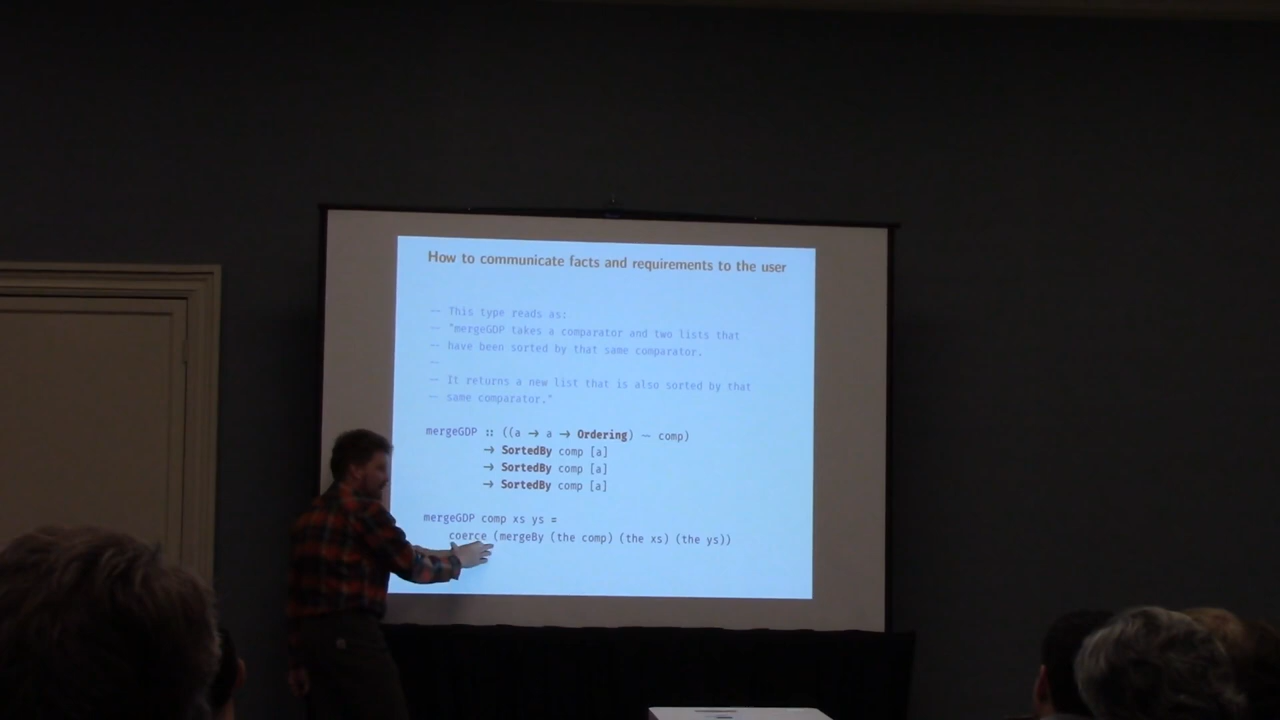 How to communicate facts and requirements to the user
-- This type reads as:
-- "mergeGDP takes a comparator and two lists that
-- have been sorted by that same comparator.
--
-- It returns a new list that is also sorted by that
-- same comparator."
mergeGDP :: ((a → a → Ordering) ~~ comp)
→ SortedBy comp [a]
→ SortedBy comp [a]
→ SortedBy comp [a]
mergeGDP comp xs ys =
coerce (mergeBy (the comp) (the xs) (the ys))